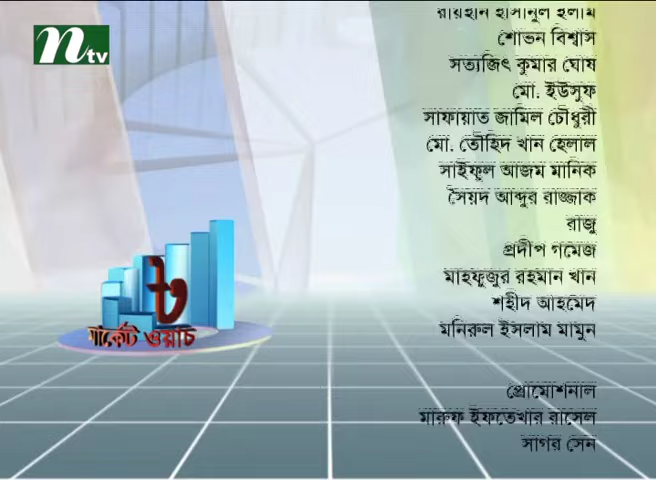 ntv
রায়হান হাসানুল ইলাম
শোভন বিশ্বাস
সত্যজিৎ কুমার ঘোষ
মো. ইউসুফ
সাফায়াত জামিল চৌধুরী
মো. তৌহিদ খান হেলাল
সাইফুল আজম মানিক
সৈয়দ আব্দুর রাজ্জাক
রাজু
প্রদীপ গমেজ
মাহফুজুর রহমান খান
শহীদ আহমেদ
মনিরুল ইসলাম মামুন
৳
মার্কেট ওয়াচ
প্রোমোশনাল
মারুফ ইফতেখার রাসেল
সাগর সেন